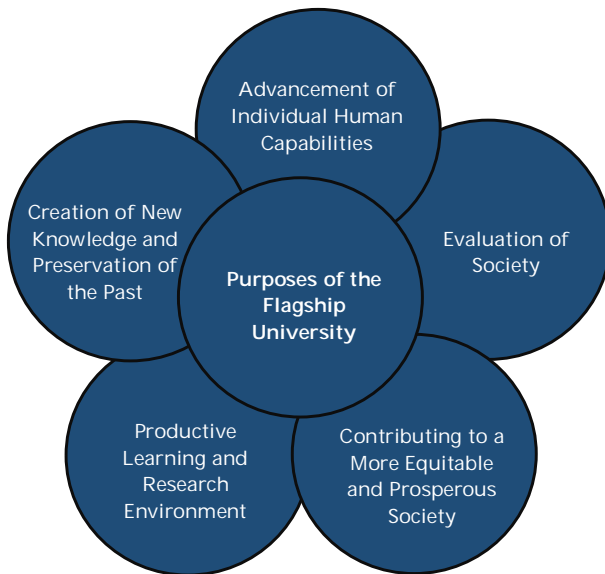 Advancement of
Individual Human
Capabilities
Evaluation of
Society
Contributing to a
More Equitable
and Prosperous
Society
Productive
Learning and
Research
Environment
Creation of New
Knowledge and
Preservation of
the Past
Purposes of the
Flagship
University